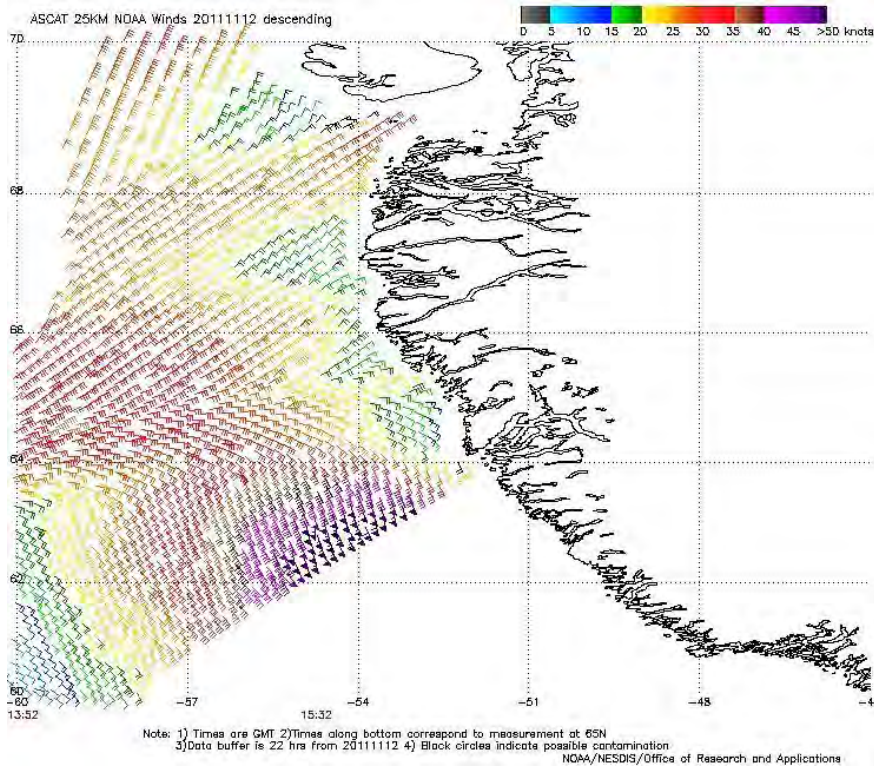 ASCAT 25KM NOAA Winds 20111112 descending
0 5 10 15 20 25 30 35 40 45 >50 knots
70
68
66
64
62
60
-60 -57 -54 -51 -48 -4
13:52 15:32
Note: 1) Times are GMT 2)Times along bottom correspond to measurement at 65N
3)Data buffer is 22 hrs from 20111112 4) Black circles indicate possible contamination
NOAA/NESDIS/Office of Research and Applications